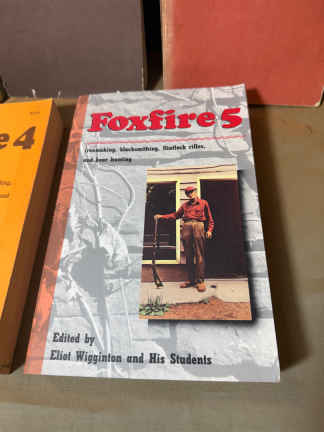 Foxfire 5
ironmaking, blacksmithing, flintlock rifles,
and bear hunting
Edited by
Eliot Wigginton and His Students
e 4